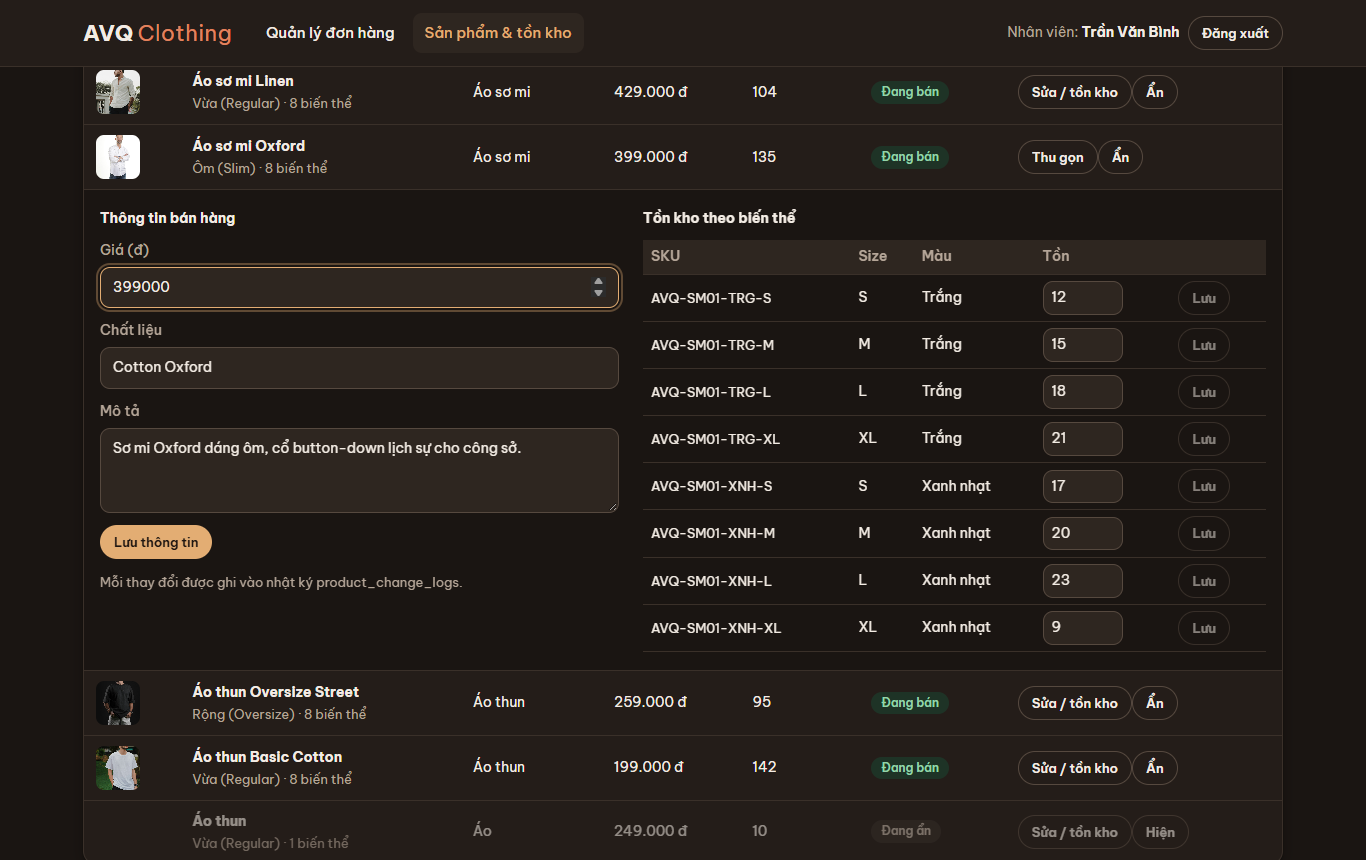 AVQ Clothing Quản lý đơn hàng Sản phẩm & tồn kho Nhân viên: Trần Văn Bình Đăng xuất
Áo sơ mi Linen
Vừa (Regular) · 8 biến thể
Áo sơ mi 429.000 đ 104 Đang bán Sửa / tồn kho Ẩn
Áo sơ mi Oxford
Ôm (Slim) · 8 biến thể
Áo sơ mi 399.000 đ 135 Đang bán Thu gọn Ẩn
Thông tin bán hàng
Giá (đ)
399000
Chất liệu
Cotton Oxford
Mô tả
Sơ mi Oxford dáng ôm, cổ button-down lịch sự cho công sở.
Lưu thông tin
Mỗi thay đổi được ghi vào nhật ký product_change_logs.
Tồn kho theo biến thể
SKU Size Màu Tồn
AVQ-SM01-TRG-S S Trắng 12 Lưu
AVQ-SM01-TRG-M M Trắng 15 Lưu
AVQ-SM01-TRG-L L Trắng 18 Lưu
AVQ-SM01-TRG-XL XL Trắng 21 Lưu
AVQ-SM01-XNH-S S Xanh nhạt 17 Lưu
AVQ-SM01-XNH-M M Xanh nhạt 20 Lưu
AVQ-SM01-XNH-L L Xanh nhạt 23 Lưu
AVQ-SM01-XNH-XL XL Xanh nhạt 9 Lưu
Áo thun Oversize Street
Rộng (Oversize) · 8 biến thể
Áo thun 259.000 đ 95 Đang bán Sửa / tồn kho Ẩn
Áo thun Basic Cotton
Vừa (Regular) · 8 biến thể
Áo thun 199.000 đ 142 Đang bán Sửa / tồn kho Ẩn
Áo thun
Vừa (Regular) · 1 biến thể
Áo 249.000 đ 10 Đang ẩn Sửa / tồn kho Hiện